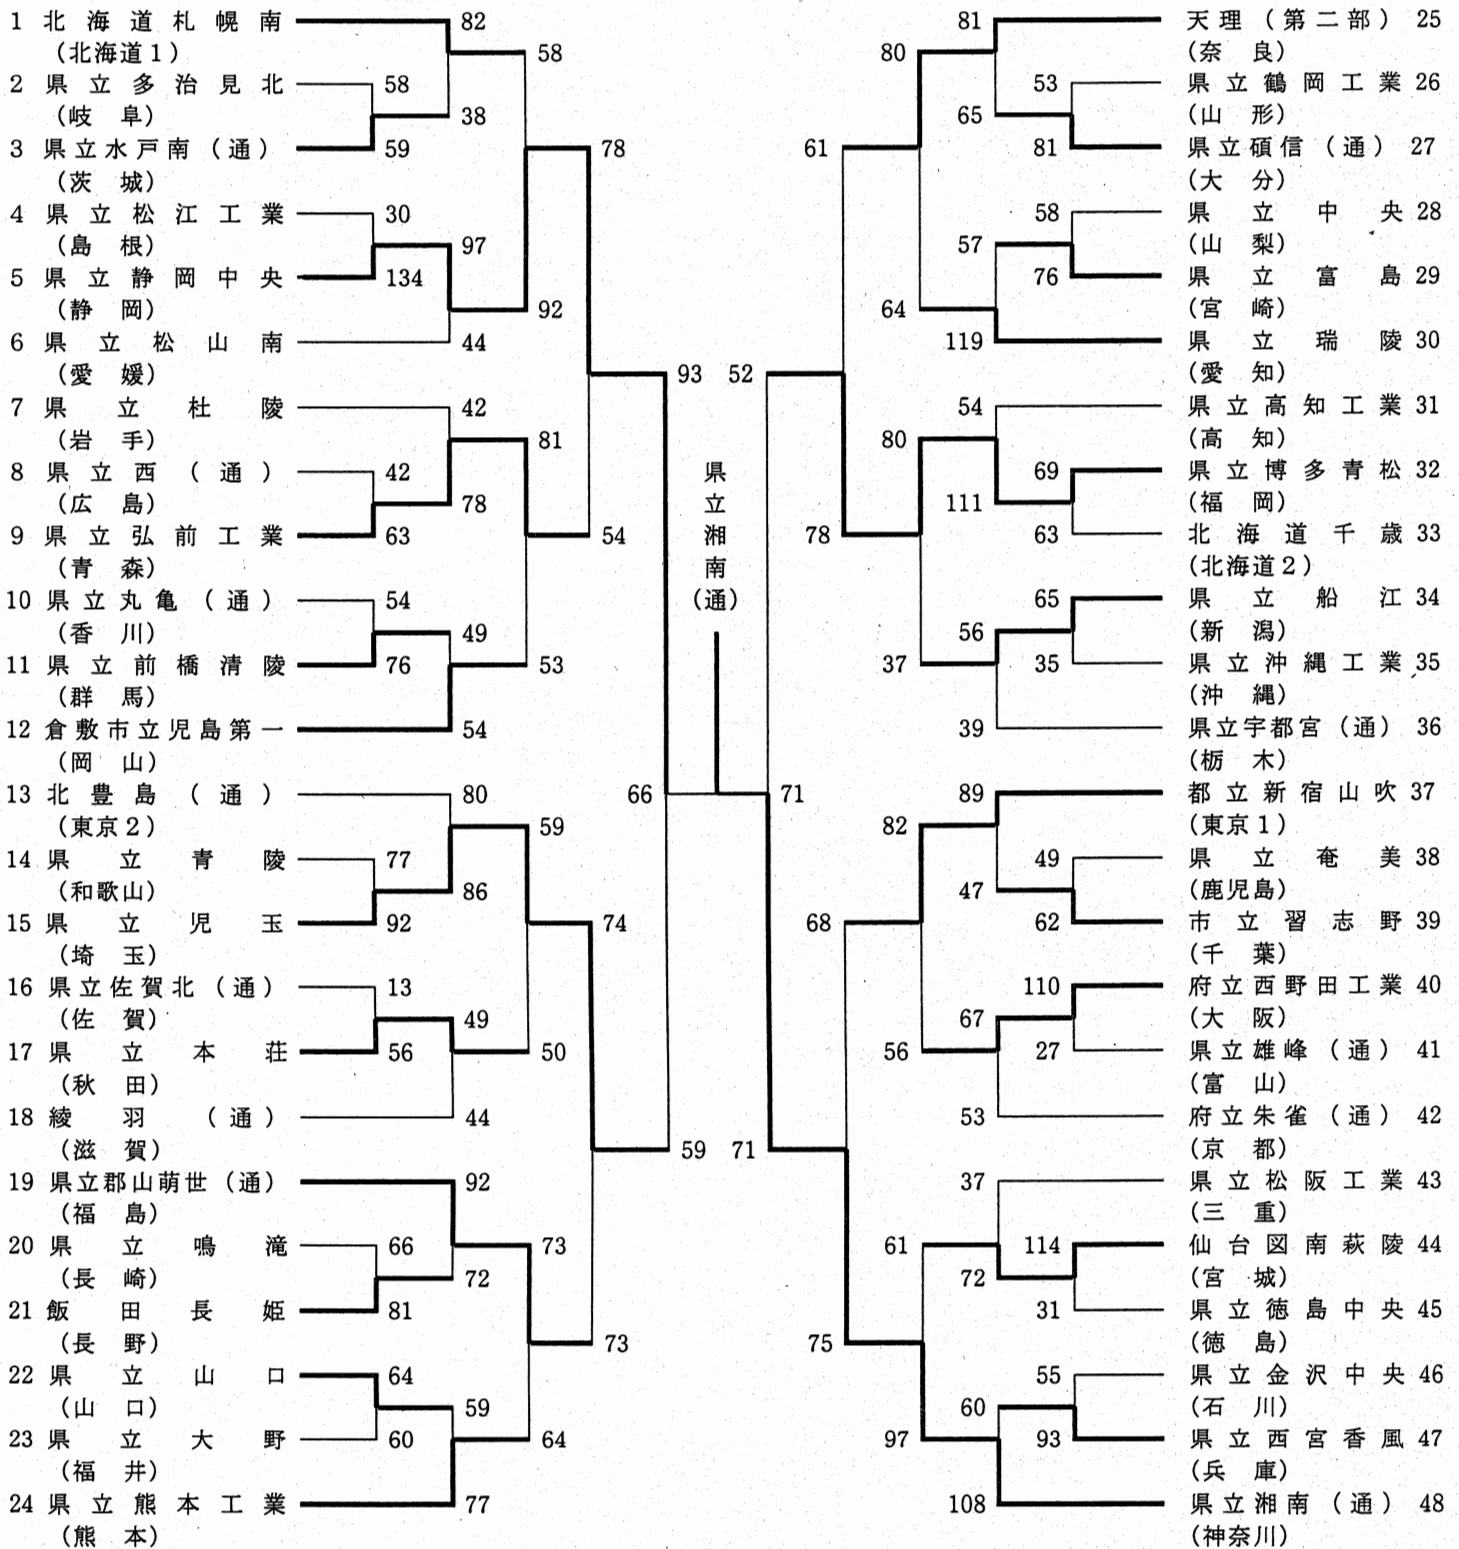 1 北海道札幌南 82 81 天理(第二部) 25
(北海道1) 58 80 (奈良)
2 県立多治見北 58 53 県立鶴岡工業 26
(岐阜) 38 65 (山形)
3 県立水戸南(通) 59 78 61 81 県立碩信(通) 27
(茨城) (大分)
4 県立松江工業 30 58 県立中央 28
(島根) 97 57 (山梨)
5 県立静岡中央 134 76 県立富島 29
(静岡) 92 64 (宮崎)
6 県立松山南 44 119 県立瑞陵 30
(愛媛) 93 52 (愛知)
7 県立杜陵 42 54 県立高知工業 31
(岩手) 81 80 (高知)
8 県立西(通) 42 69 県立博多青松 32
(広島) 78 111 (福岡)
9 県立弘前工業 63 54 78 63 北海道千歳 33
(青森) (北海道2)
県立湘南(通)
10 県立丸亀(通) 54 65 県立船江 34
(香川) 49 56 (新潟)
11 県立前橋清陵 76 53 37 35 県立沖縄工業 35
(群馬) (沖縄)
12 倉敷市立児島第一 54 39 県立宇都宮(通) 36
(岡山) (栃木)
13 北豊島(通) 80 66 71 89 都立新宿山吹 37
(東京2) 59 82 (東京1)
14 県立青陵 77 49 県立奄美 38
(和歌山) 86 47 (鹿児島)
15 県立児玉 92 74 68 62 市立習志野 39
(埼玉) (千葉)
16 県立佐賀北(通) 13 110 府立西野田工業 40
(佐賀) 49 67 (大阪)
17 県立本荘 56 50 56 27 県立雄峰(通) 41
(秋田) (富山)
18 綾羽(通) 44 53 府立朱雀(通) 42
(滋賀) 59 71 (京都)
19 県立郡山萌世(通) 92 37 県立松阪工業 43
(福島) (三重)
20 県立鳴滝 66 73 61 114 仙台図南萩陵 44
(長崎) 72 72 (宮城)
21 飯田長姫 81 31 県立徳島中央 45
(長野) 73 75 (徳島)
22 県立山口 64 55 県立金沢中央 46
(山口) 59 60 (石川)
23 県立大野 60 64 97 93 県立西宮香風 47
(福井) (兵庫)
24 県立熊本工業 77 108 県立湘南(通) 48
(熊本) (神奈川)